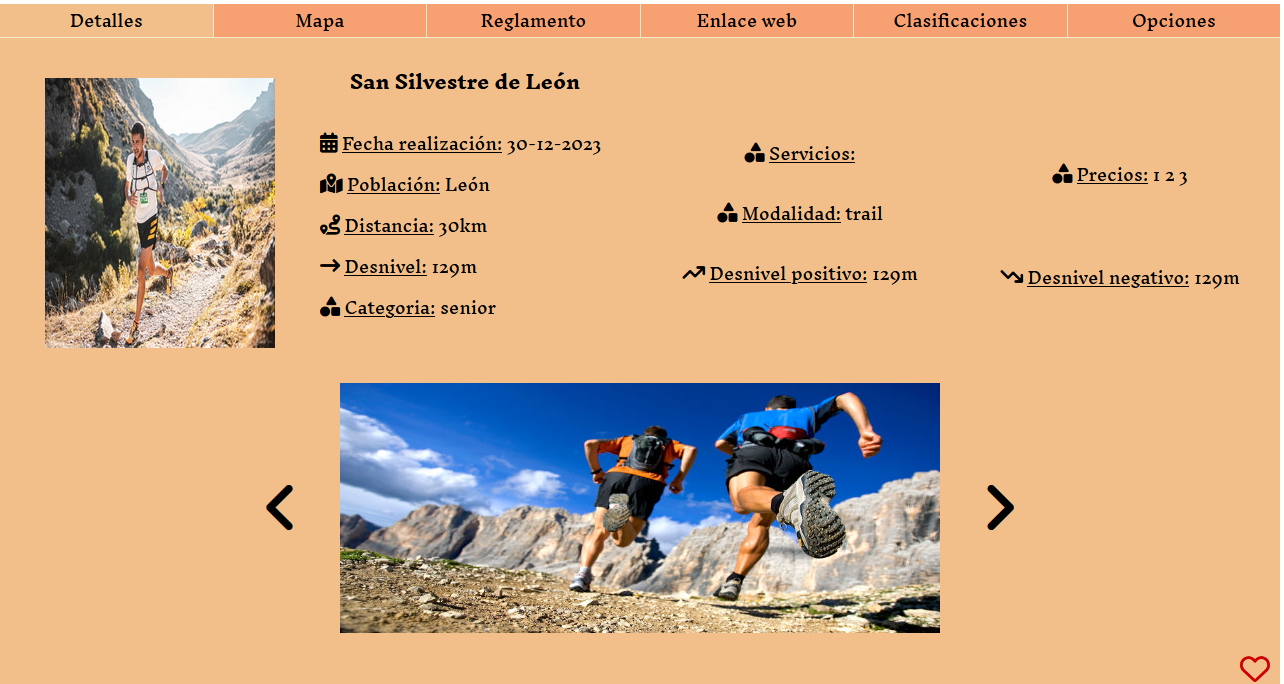 Detalles
Mapa
Reglamento
Enlace web
Clasificaciones
Opciones
San Silvestre de León
Fecha realización: 30-12-2023
Población: León
Distancia: 30km
Desnivel: 129m
Categoria: senior
Servicios:
Modalidad: trail
Desnivel positivo: 129m
Precios: 1 2 3
Desnivel negativo: 129m